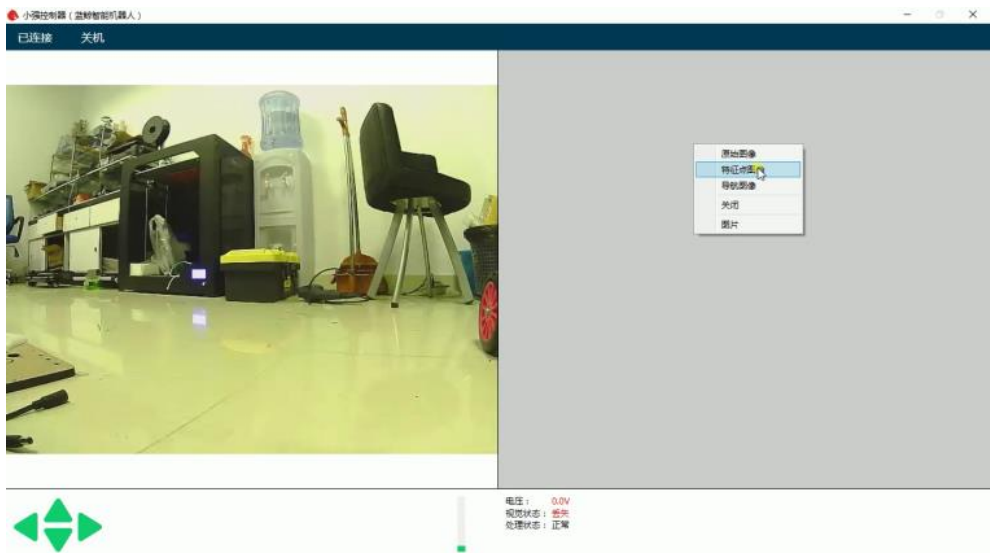 小强控制器（蓝鲸智能机器人）
已连接 关机
原始图像
特征点图像
导航图像
关闭
图片
电压： 0.0V
视觉状态： 丢失
处理状态： 正常